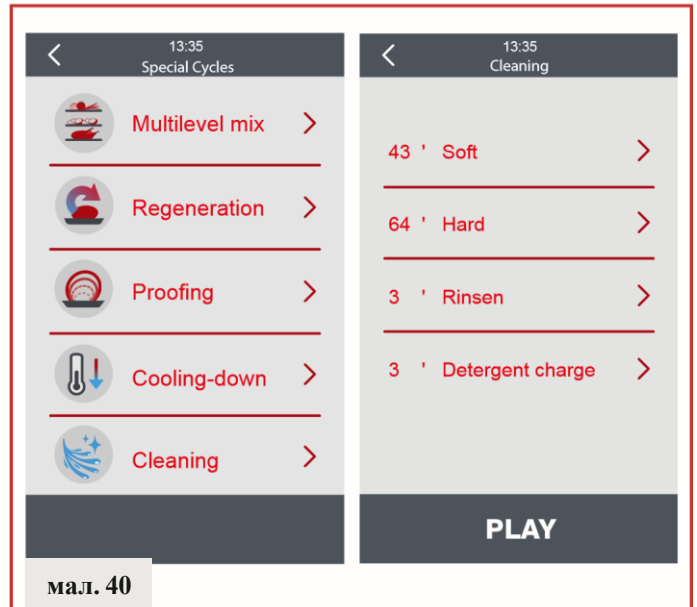 13:35
Special Cycles
Multilevel mix
Regeneration
Proofing
Cooling-down
Cleaning
13:35
Cleaning
43 ' Soft
64 ' Hard
3 ' Rinsen
3 ' Detergent charge
PLAY
мал. 40